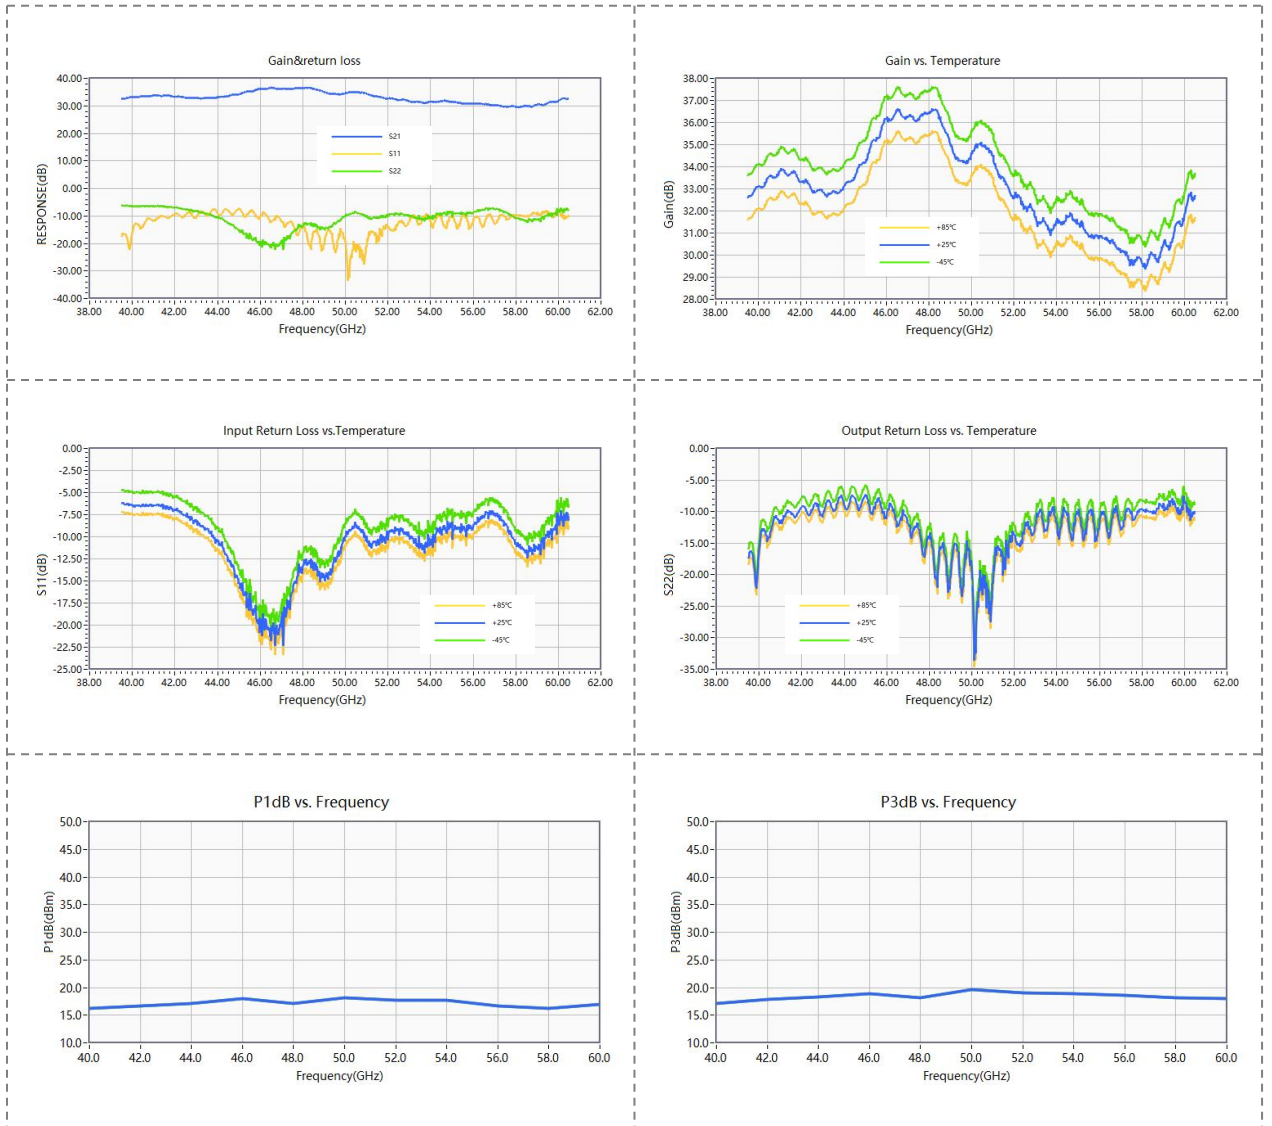 Gain&return loss
40.00
30.00
20.00
10.00
0.00
-10.00
-20.00
-30.00
-40.00
RESPONSE(dB)
S21
S11
S22
38.00 40.00 42.00 44.00 46.00 48.00 50.00 52.00 54.00 56.00 58.00 60.00 62.00
Frequency(GHz)
Gain vs. Temperature
38.00
37.00
36.00
35.00
34.00
33.00
32.00
31.00
30.00
29.00
28.00
Gain(dB)
+85℃
+25℃
-45℃
38.00 40.00 42.00 44.00 46.00 48.00 50.00 52.00 54.00 56.00 58.00 60.00 62.00
Frequency(GHz)
Input Return Loss vs.Temperature
0.00
-2.50
-5.00
-7.50
-10.00
-12.50
-15.00
-17.50
-20.00
-22.50
-25.00
S11(dB)
+85℃
+25℃
-45℃
38.00 40.00 42.00 44.00 46.00 48.00 50.00 52.00 54.00 56.00 58.00 60.00 62.00
Frequency(GHz)
Output Return Loss vs. Temperature
0.00
-5.00
-10.00
-15.00
-20.00
-25.00
-30.00
-35.00
S22(dB)
+85℃
+25℃
-45℃
38.00 40.00 42.00 44.00 46.00 48.00 50.00 52.00 54.00 56.00 58.00 60.00 62.00
Frequency(GHz)
P1dB vs. Frequency
50.0
45.0
40.0
35.0
30.0
25.0
20.0
15.0
10.0
P1dB(dBm)
40.0 42.0 44.0 46.0 48.0 50.0 52.0 54.0 56.0 58.0 60.0
Frequency(GHz)
P3dB vs. Frequency
50.0
45.0
40.0
35.0
30.0
25.0
20.0
15.0
10.0
P3dB(dBm)
40.0 42.0 44.0 46.0 48.0 50.0 52.0 54.0 56.0 58.0 60.0
Frequency(GHz)